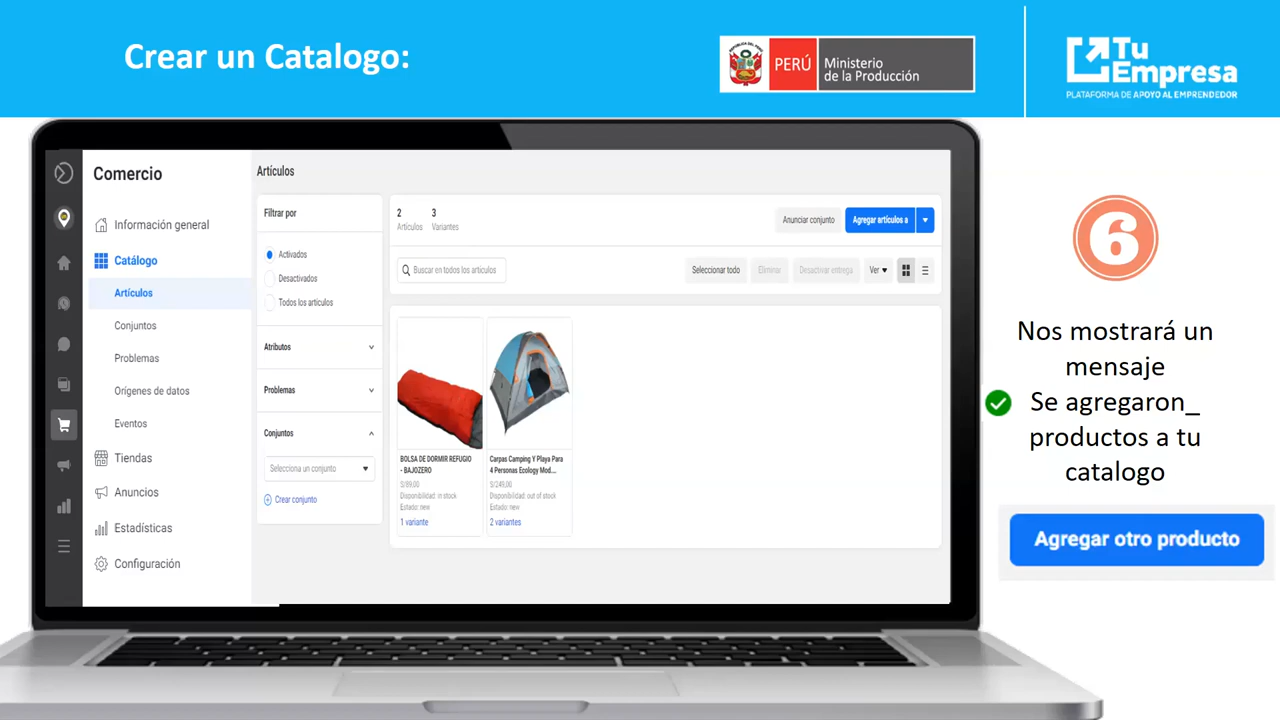 Crear un Catalogo:
REPÚBLICA DEL PERÚ
PERÚ
Ministerio
de la Producción
Tu
Empresa
PLATAFORMA DE APOYO AL EMPRENDEDOR
Comercio
Información general
Catálogo
Artículos
Conjuntos
Problemas
Orígenes de datos
Eventos
Tiendas
Anuncios
Estadísticas
Configuración
Artículos
Filtrar por
Activados
Desactivados
Todos los artículos
Atributos
Problemas
Conjuntos
Selecciona un conjunto
Crear conjunto
2 3
Artículos Variantes
Anunciar conjunto
Agregar artículos a
Buscar en todos los artículos
Seleccionar todo
Eliminar
Desactivar entrega
Ver
BOLSA DE DORMIR REFUGIO
- BAJOZERO
S/89,00
Disponibilidad: in stock
Estado: new
1 variante
Carpas Camping Y Playa Para
4 Personas Ecology Mod...
S/249,00
Disponibilidad: out of stock
Estado: new
2 variantes
6
Nos mostrará un
mensaje
Se agregaron_
productos a tu
catalogo
Agregar otro producto